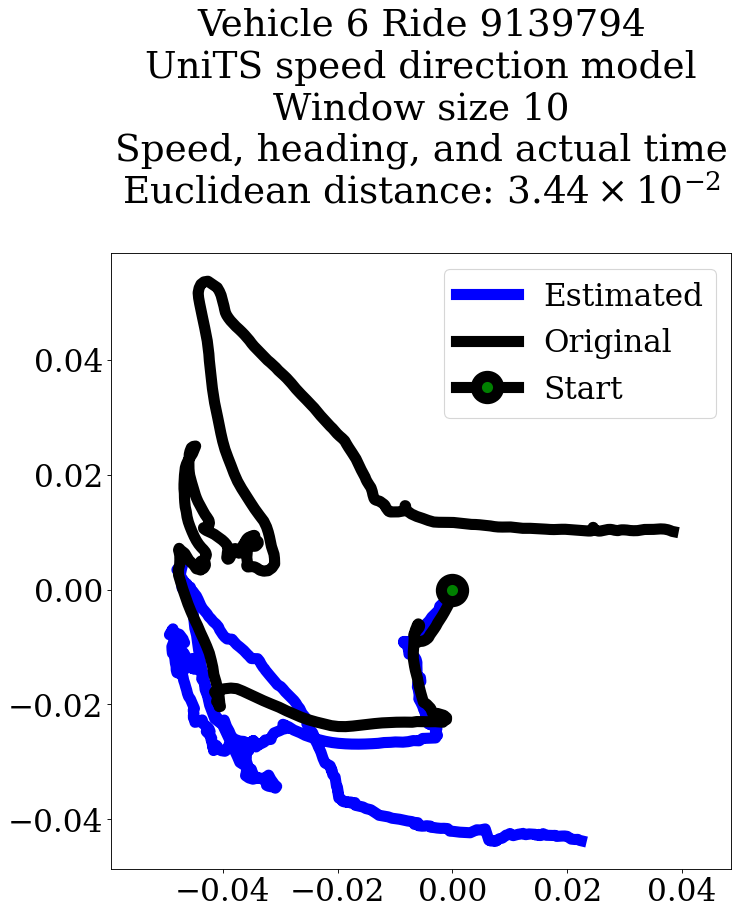 Vehicle 6 Ride 9139794
UniTS speed direction model
Window size 10
Speed, heading, and actual time
Euclidean distance: 3.44 × 10⁻²
Estimated
Original
Start
0.04
0.02
0.00
−0.02
−0.04
−0.04 −0.02 0.00 0.02 0.04